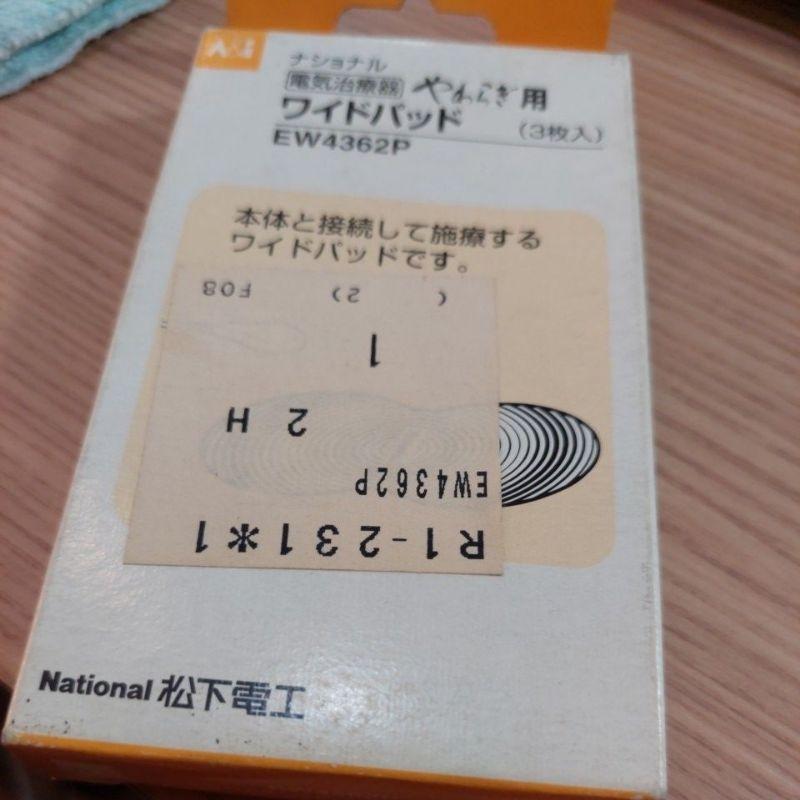 ナショナル
電気治療器 やわらぎ用
ワイドパッド (3枚入)
EW4362P
本体と接続して施療する
ワイドパッドです。
R1-231*1
EW4362P
2 H
1
( 2) F08
National 松下電工